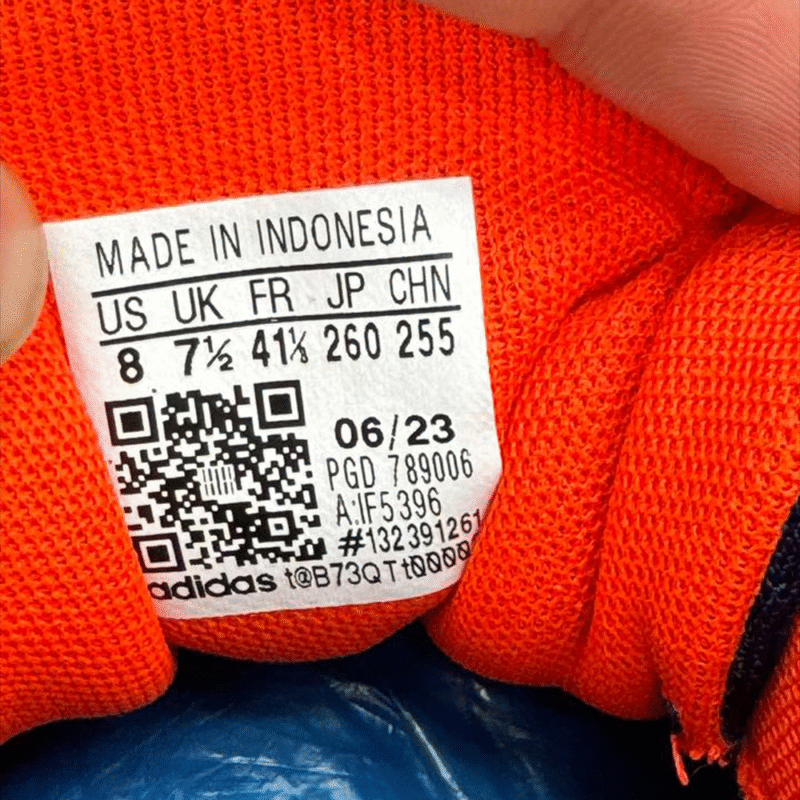 MADE IN INDONESIA
US UK FR JP CHN
8 7½ 41⅓ 260 255
06/23
PGD 789006
A:IF5396
#132391261
adidas t@B73QTt0000